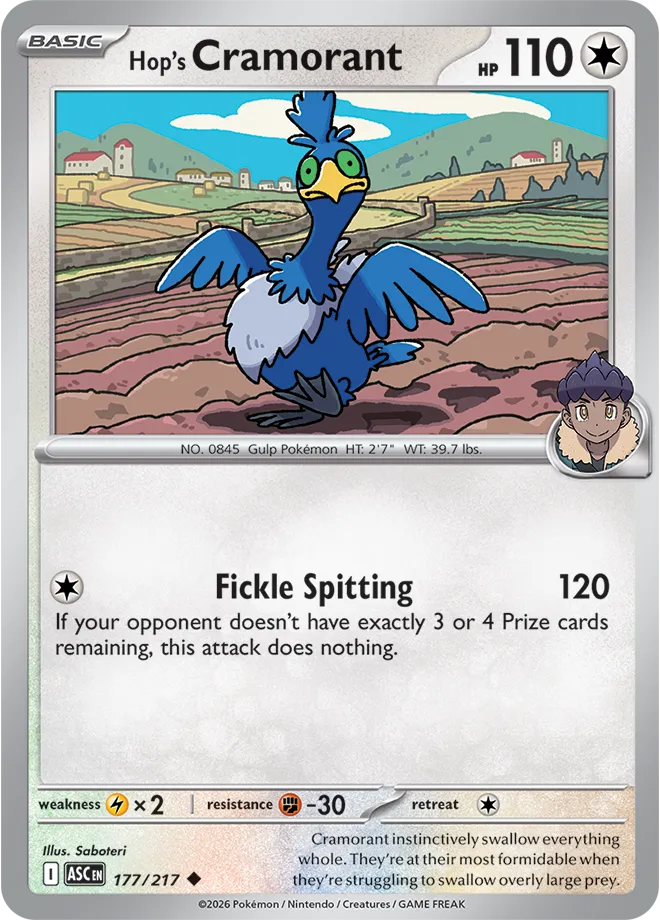 BASIC
Hop's Cramorant HP 110
NO. 0845 Gulp Pokémon HT: 2'7" WT: 39.7 lbs.
Fickle Spitting 120
If your opponent doesn't have exactly 3 or 4 Prize cards
remaining, this attack does nothing.
weakness ×2 resistance -30 retreat
Illus. Saboteri
Cramorant instinctively swallow everything
whole. They're at their most formidable when
they're struggling to swallow overly large prey.
I ASC EN 177/217
©2026 Pokémon / Nintendo / Creatures / GAME FREAK